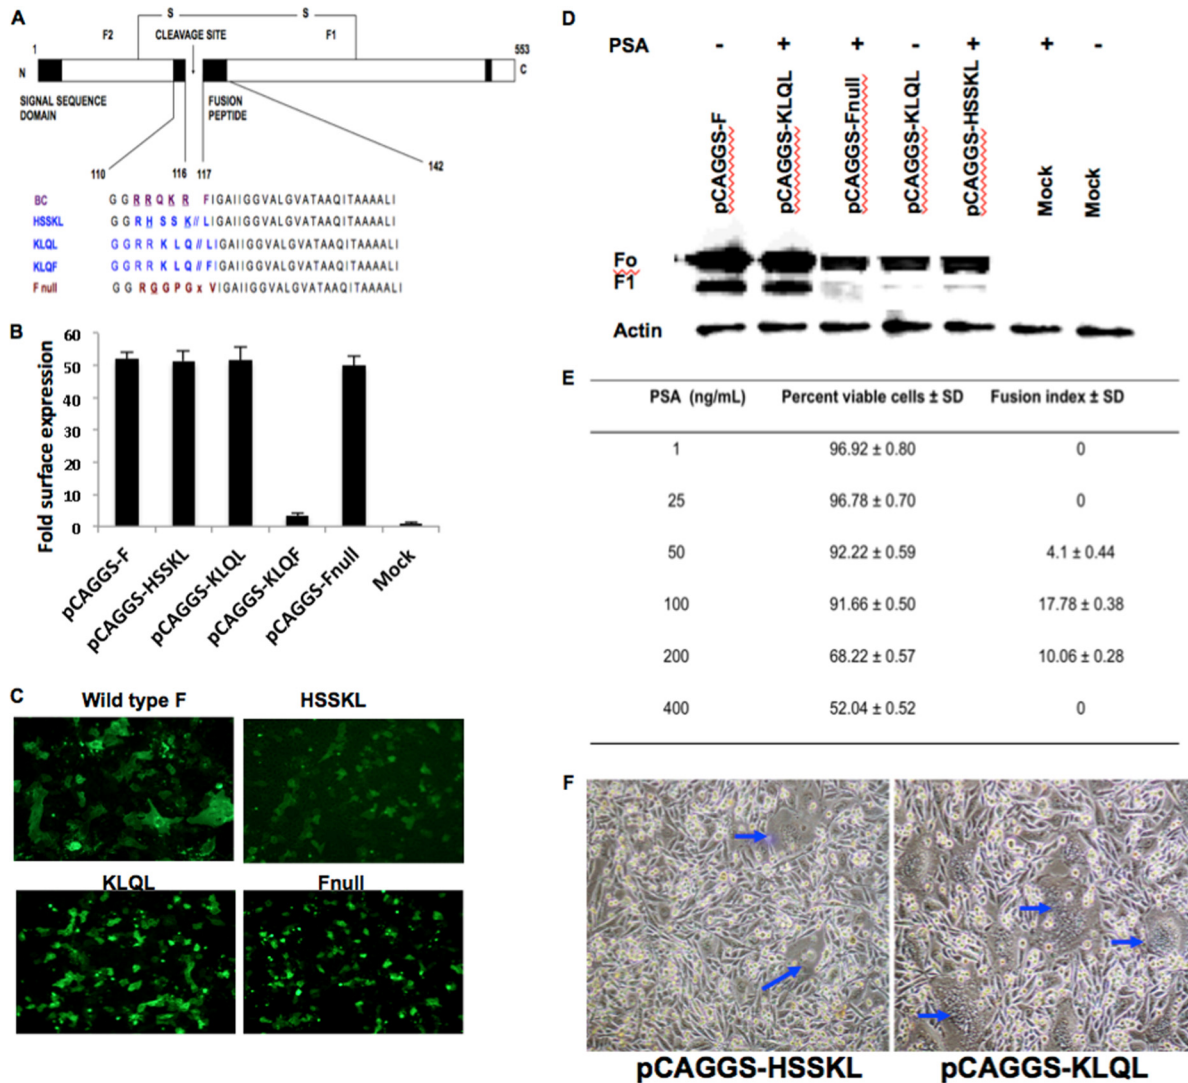 A
S S
F2 CLEAVAGE SITE F1
1 553
N C
SIGNAL SEQUENCE DOMAIN
FUSION PEPTIDE
110 116 117 142
BC G G R R Q K R F I G A I I G G V A L G V A T A A Q I T A A A A L I
HSSKL G G R H S S K // L I G A I I G G V A L G V A T A A Q I T A A A A L I
KLQL G G R R K L Q // L I G A I I G G V A L G V A T A A Q I T A A A A L I
KLQF G G R R K L Q // F I G A I I G G V A L G V A T A A Q I T A A A A L I
F null G G R Q G P G x V I G A I I G G V A L G V A T A A Q I T A A A A L I
B
Fold surface expression
60
50
40
30
20
10
0
pCAGGS-F
pCAGGS-HSSKL
pCAGGS-KLQL
pCAGGS-KLQF
pCAGGS-Fnull
Mock
C
Wild type F HSSKL
KLQL Fnull
D
PSA - + + - + + -
pCAGGS-F
pCAGGS-KLQL
pCAGGS-Fnull
pCAGGS-KLQL
pCAGGS-HSSKL
Mock
Mock
Fo
F1
Actin
E
PSA (ng/mL) Percent viable cells ± SD Fusion index ± SD
1 96.92 ± 0.80 0
25 96.78 ± 0.70 0
50 92.22 ± 0.59 4.1 ± 0.44
100 91.66 ± 0.50 17.78 ± 0.38
200 68.22 ± 0.57 10.06 ± 0.28
400 52.04 ± 0.52 0
F
pCAGGS-HSSKL pCAGGS-KLQL